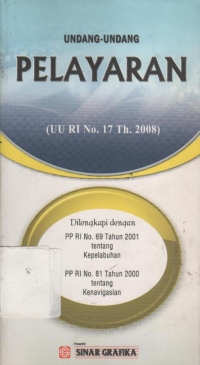 UNDANG-UNDANG
PELAYARAN
(UU RI No. 17 Th. 2008)
Dilengkapi dengan
PP RI No. 69 Tahun 2001
tentang
Kepelabuhan
PP RI No. 81 Tahun 2000
tentang
Kenavigasian
Penerbit
SINAR GRAFIKA